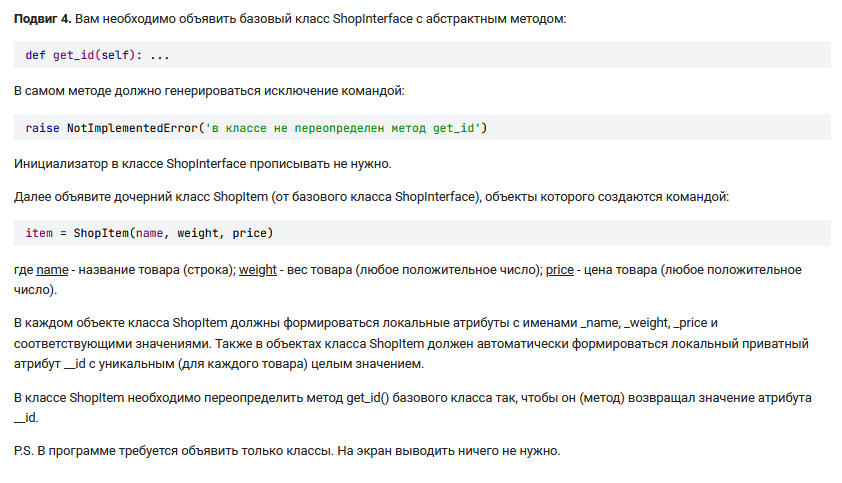 Подвиг 4. Вам необходимо объявить базовый класс ShopInterface с абстрактным методом:
def get_id(self): ...
В самом методе должно генерироваться исключение командой:
raise NotImplementedError('в классе не переопределен метод get_id')
Инициализатор в классе ShopInterface прописывать не нужно.
Далее объявите дочерний класс ShopItem (от базового класса ShopInterface), объекты которого создаются командой:
item = ShopItem(name, weight, price)
где name - название товара (строка); weight - вес товара (любое положительное число); price - цена товара (любое положительное
число).
В каждом объекте класса ShopItem должны формироваться локальные атрибуты с именами _name, _weight, _price и
соответствующими значениями. Также в объектах класса ShopItem должен автоматически формироваться локальный приватный
атрибут __id с уникальным (для каждого товара) целым значением.
В классе ShopItem необходимо переопределить метод get_id() базового класса так, чтобы он (метод) возвращал значение атрибута
__id.
P.S. В программе требуется объявить только классы. На экран выводить ничего не нужно.